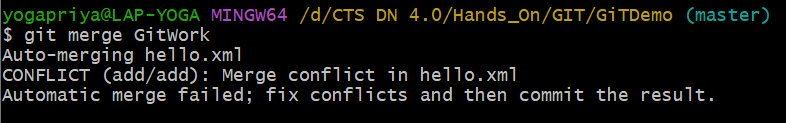 yogapriya@LAP-YOGA MINGW64 /d/CTS DN 4.0/Hands_On/GIT/GiTDemo (master)
$ git merge GitWork
Auto-merging hello.xml
CONFLICT (add/add): Merge conflict in hello.xml
Automatic merge failed; fix conflicts and then commit the result.